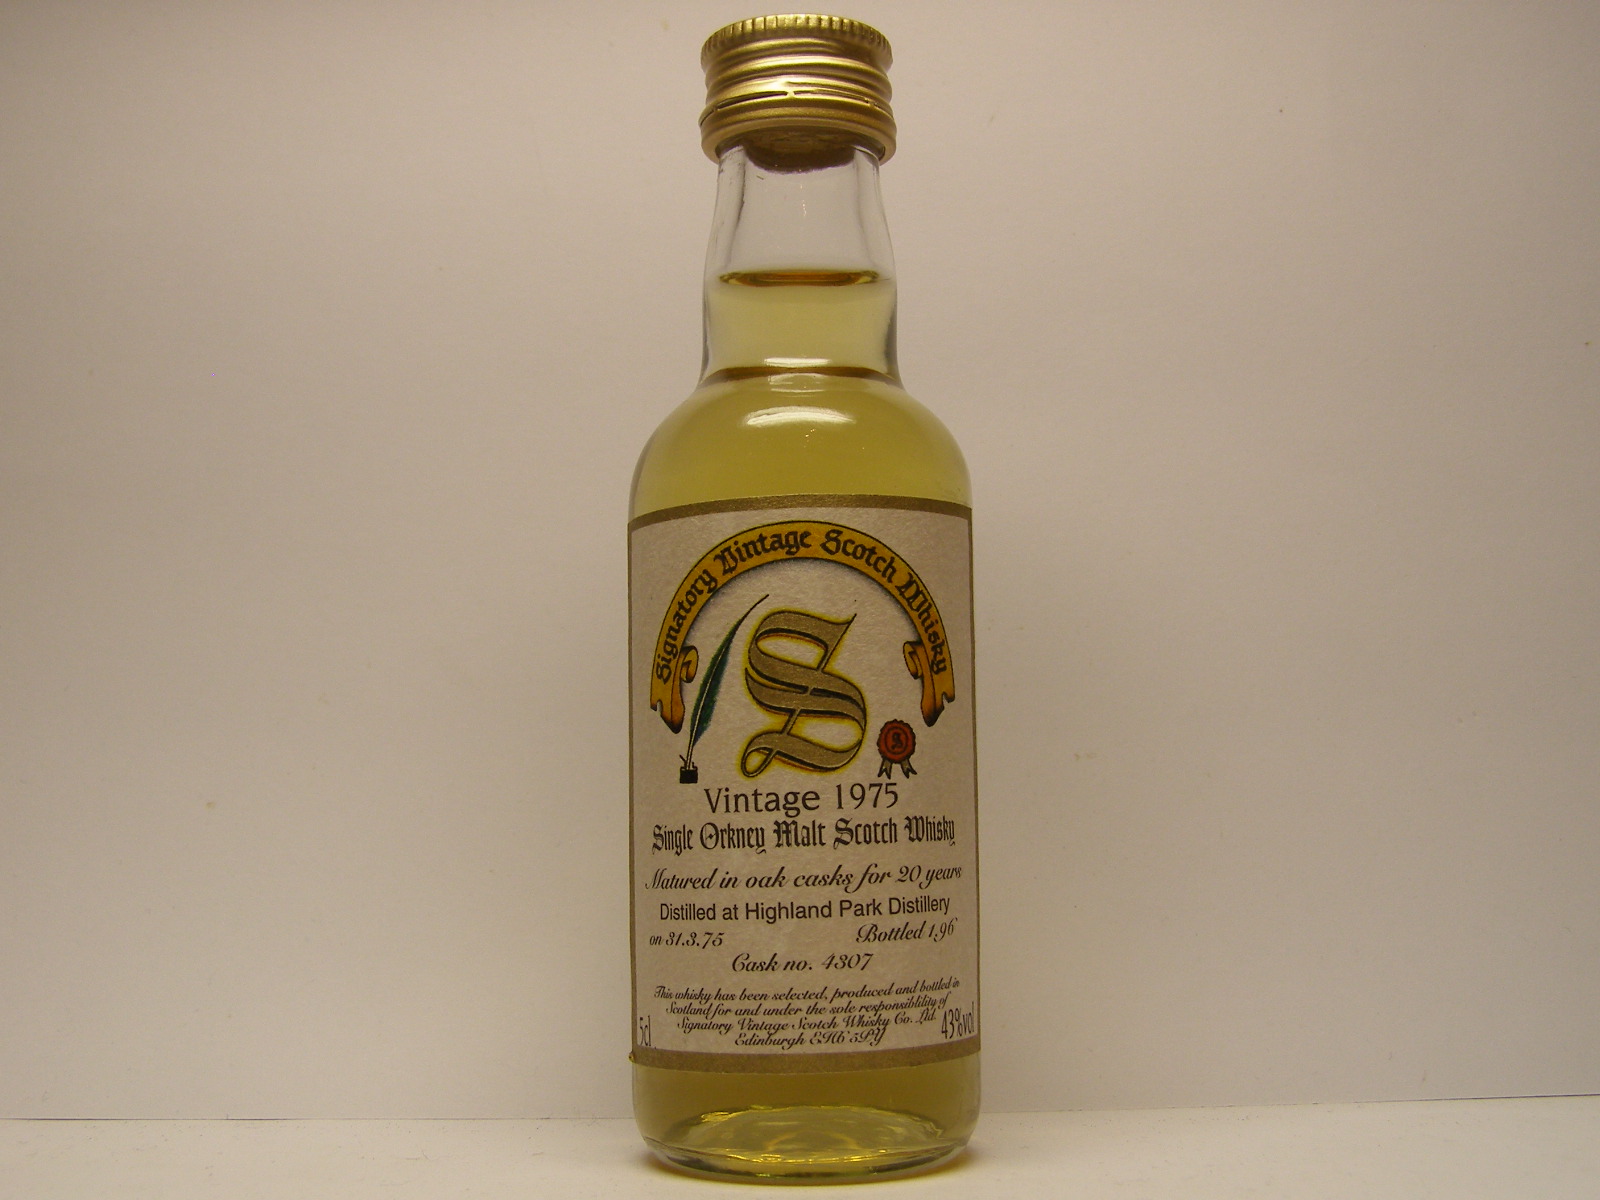 Signatory Vintage Scotch Whisky
S
S
Vintage 1975
Single Orkney Malt Scotch Whisky
Matured in oak casks for 20 years
Distilled at Highland Park Distillery
on 31.3.75 Bottled 1.96
Cask no. 4307
This whisky has been selected, produced and bottled in
Scotland for and under the sole responsiblility of
Signatory Vintage Scotch Whisky Co. Ltd.
Edinburgh EH6 5PY
5cl 43%vol